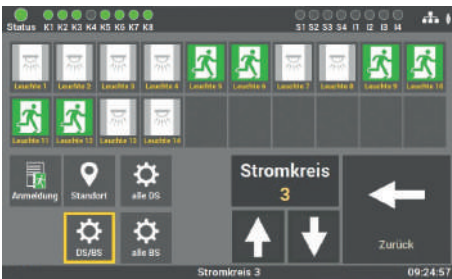 Status K1 K2 K3 K4 K5 K6 K7 K8 S1 S2 S3 S4 I1 I2 I3 I4
Leuchte 1 Leuchte 2 Leuchte 3 Leuchte 4 Leuchte 5 Leuchte 6 Leuchte 7 Leuchte 8 Leuchte 9 Leuchte 10
Leuchte 11 Leuchte 12 Leuchte 13 Leuchte 14
Stromkreis
3
Anmeldung Standort alle DS
DS/BS alle BS
Zurück
Stromkreis 3 09:24:57